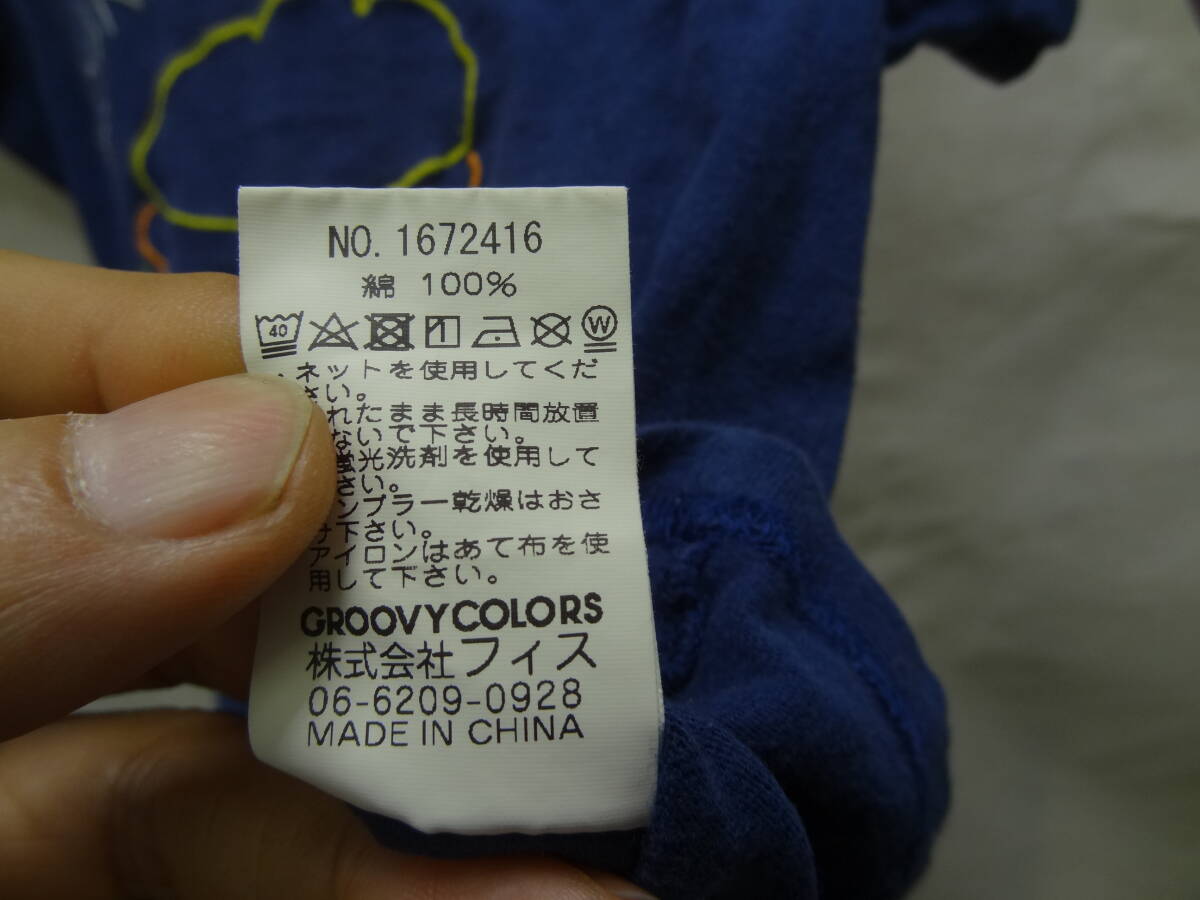 NO. 1672416
綿 100%
40 W
ネットを使用してくだ
さい。
れたまま長時間放置
ないで下さい。
蛍光洗剤を使用して
さい。
ンブラー乾燥はおさ
け下さい。
アイロンはあて布を使
用して下さい。
GROOVYCOLORS
株式会社フィス
06-6209-0928
MADE IN CHINA